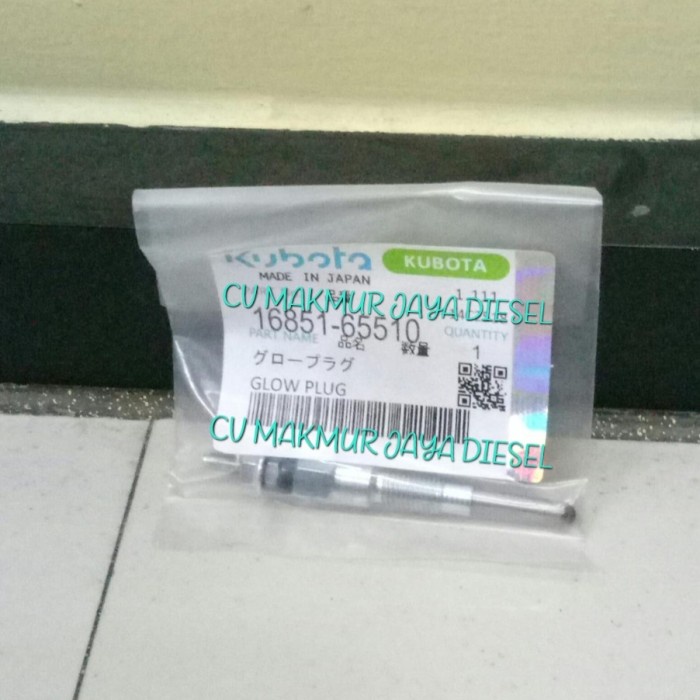 Kubota KUBOTA
MADE IN JAPAN
CV MAKMUR JAYA DIESEL
16851-65510
PART NAME 品名 数量 QUANTITY
グロープラグ 1
GLOW PLUG
CV MAKMUR JAYA DIESEL